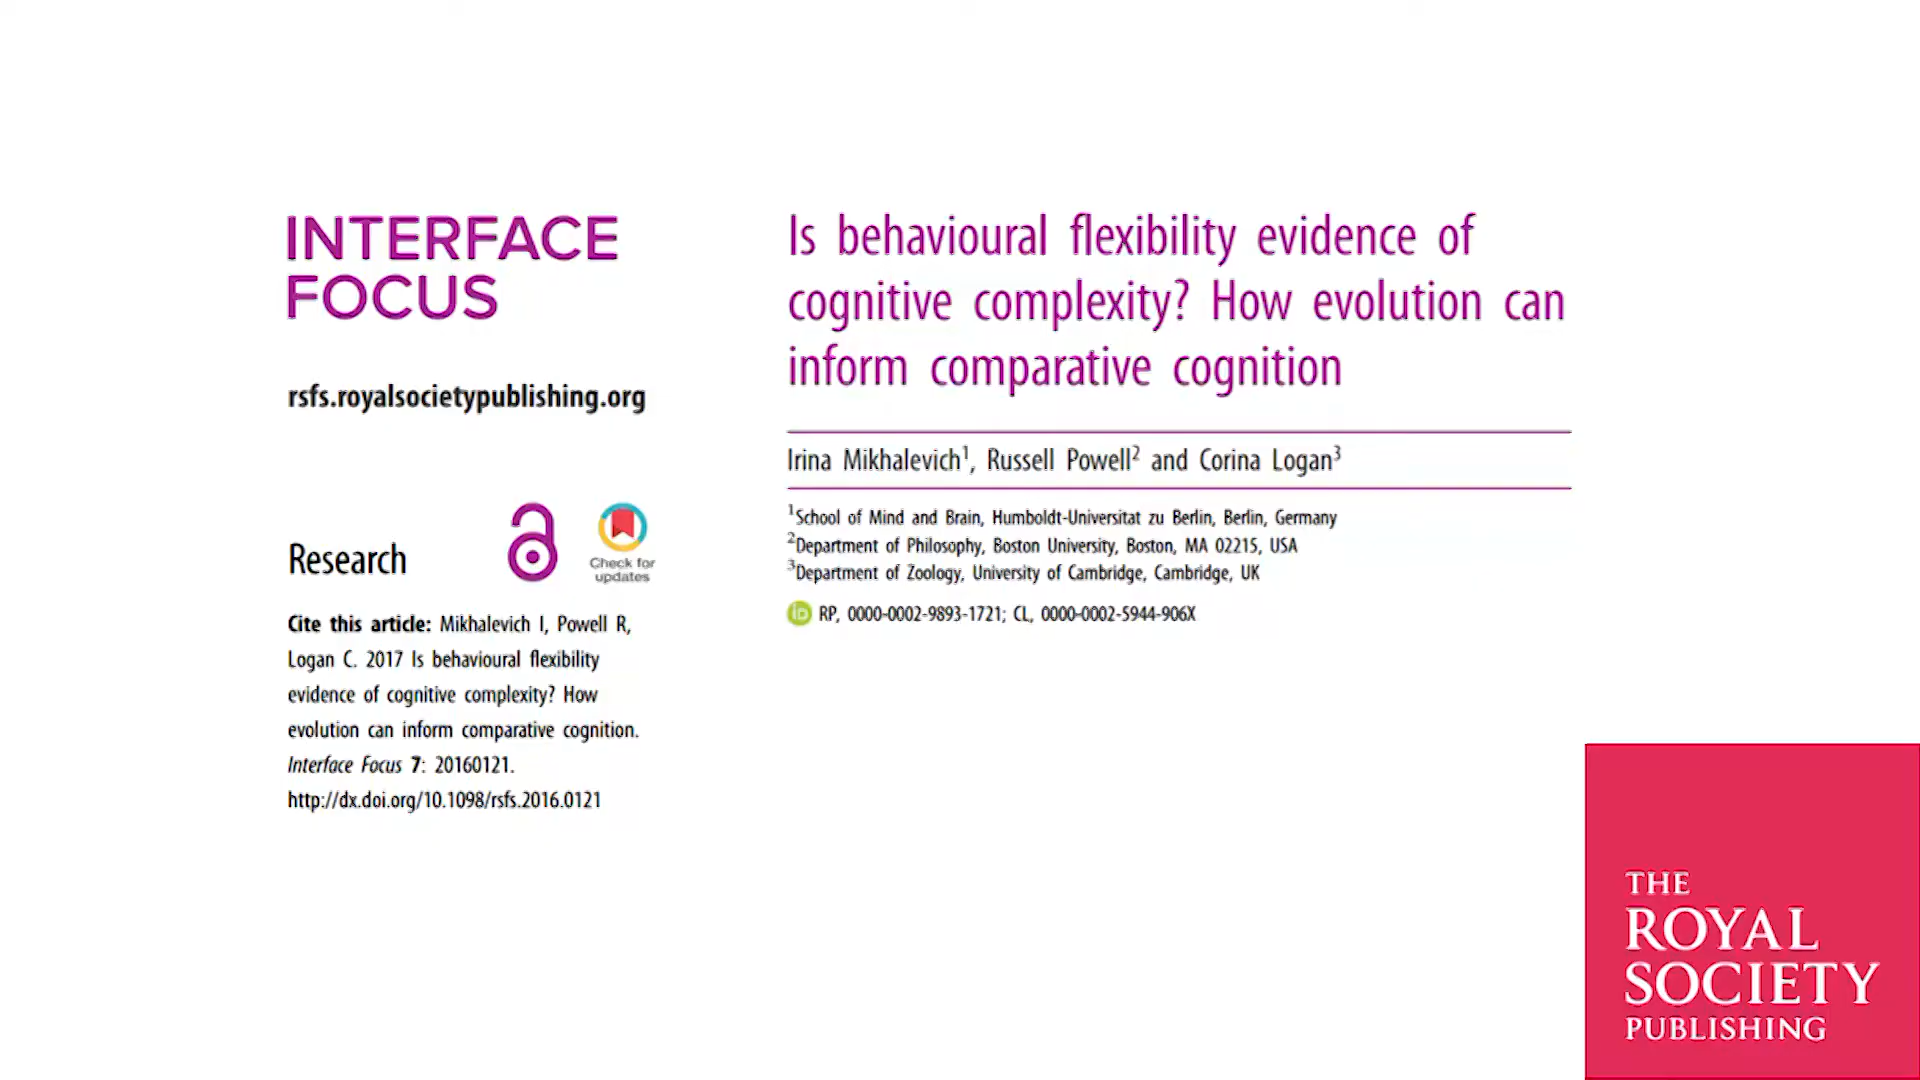 INTERFACE
FOCUS
rsfs.royalsocietypublishing.org
Research
Check for
updates
Cite this article: Mikhalevich I, Powell R,
Logan C. 2017 Is behavioural flexibility
evidence of cognitive complexity? How
evolution can inform comparative cognition.
Interface Focus 7: 20160121.
http://dx.doi.org/10.1098/rsfs.2016.0121
Is behavioural flexibility evidence of
cognitive complexity? How evolution can
inform comparative cognition
Irina Mikhalevich1, Russell Powell2 and Corina Logan3
1School of Mind and Brain, Humboldt-Universitat zu Berlin, Berlin, Germany
2Department of Philosophy, Boston University, Boston, MA 02215, USA
3Department of Zoology, University of Cambridge, Cambridge, UK
iD RP, 0000-0002-9893-1721; CL, 0000-0002-5944-906X
THE
ROYAL
SOCIETY
PUBLISHING